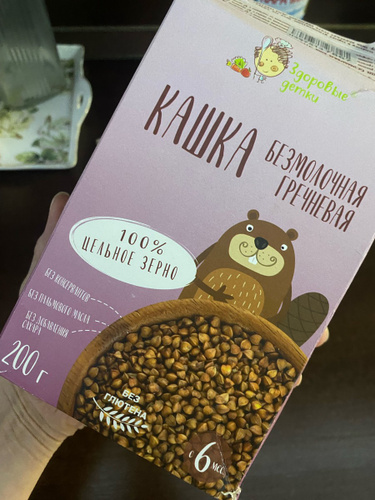 Здоровые
детки
КАШКА
БЕЗМОЛОЧНАЯ
ГРЕЧНЕВАЯ
100%
ЦЕЛЬНОЕ ЗЕРНО
БЕЗ КОНСЕРВАНТОВ
БЕЗ ПАЛЬМОВОГО МАСЛА
БЕЗ ДОБАВЛЕНИЯ
САХАРА
200 г
БЕЗ
ГЛЮТЕНА
с 6 мес.